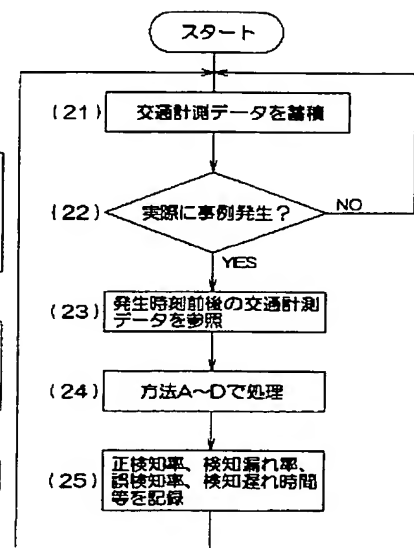 スタート
(21) 交通計測データを蓄積
(22) 実際に事例発生?
NO
YES
(23) 発生時刻前後の交通計測
データを参照
(24) 方法A~Dで処理
(25) 正検知率、検知漏れ率、
誤検知率、検知遅れ時間
等を記録